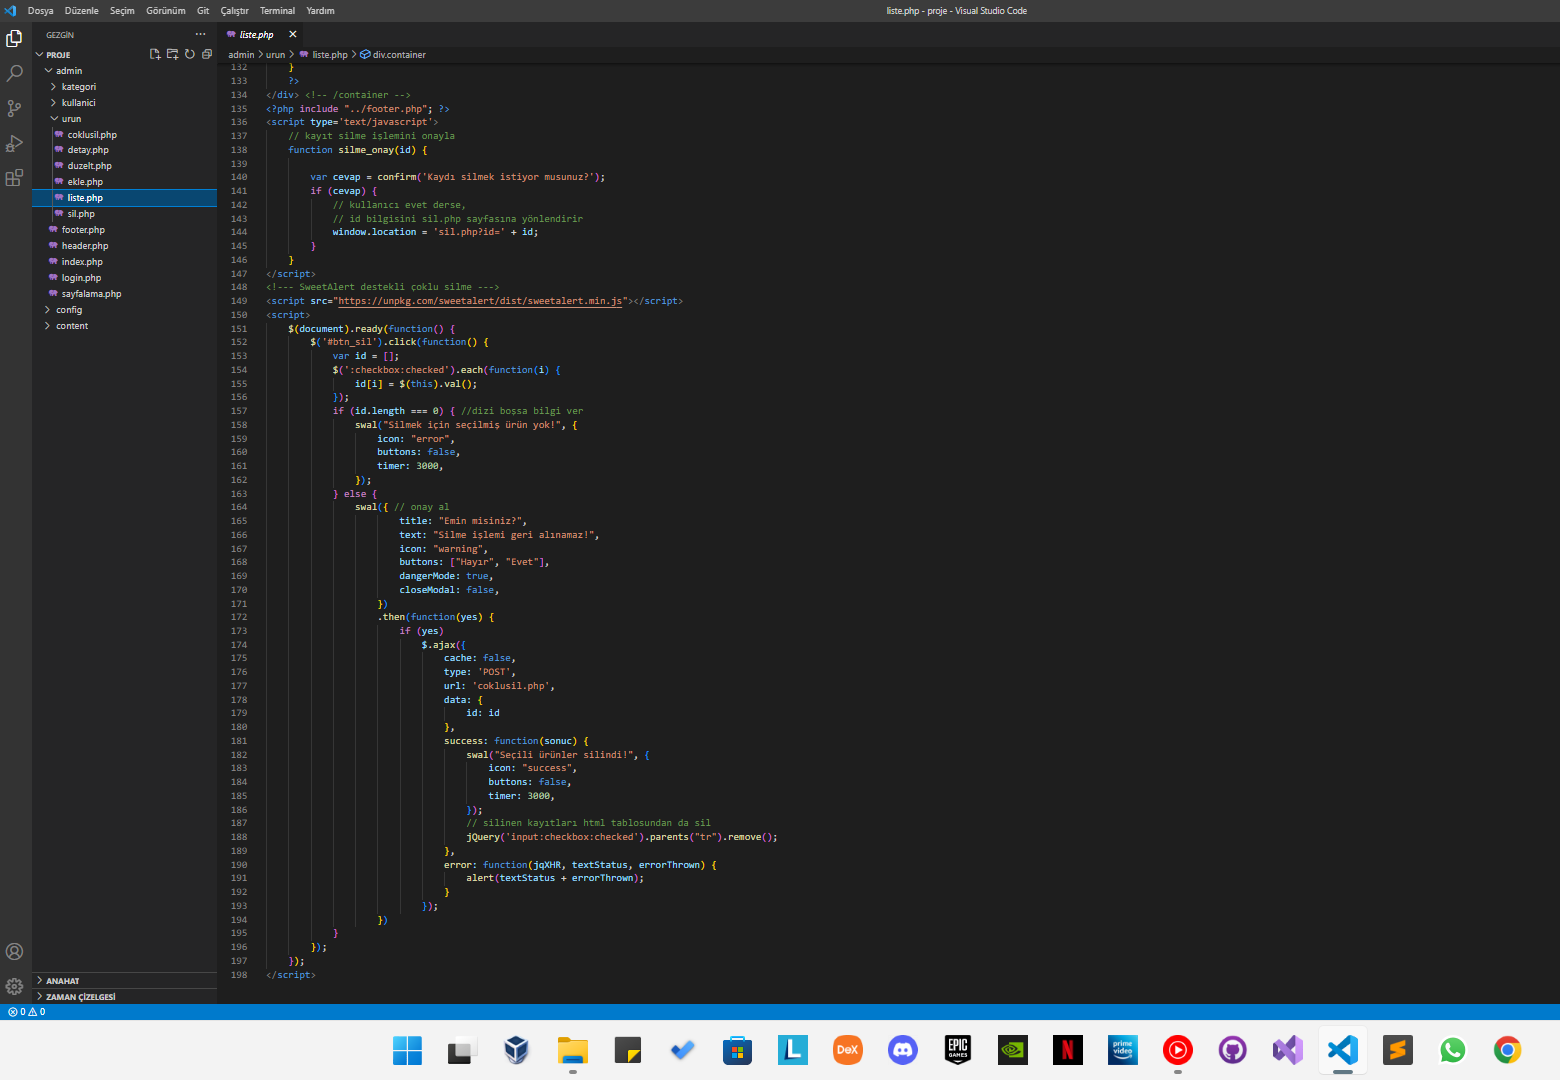 Dosya Düzenle Seçim Görünüm Git Çalıştır Terminal Yardım
liste.php - proje - Visual Studio Code
GEZGİN
PROJE
admin
kategori
kullanici
urun
coklusil.php
detay.php
duzelt.php
ekle.php
liste.php
sil.php
footer.php
header.php
index.php
login.php
sayfalama.php
config
content
ANAHAT
ZAMAN ÇİZELGESİ
liste.php
admin > urun > liste.php > div.container
132 }
133 ?>
134 </div> <!-- /container -->
135 <?php include "../footer.php"; ?>
136 <script type='text/javascript'>
137 // kayıt silme işlemini onayla
138 function silme_onay(id) {
139
140 var cevap = confirm('Kaydı silmek istiyor musunuz?');
141 if (cevap) {
142 // kullanıcı evet derse,
143 // id bilgisini sil.php sayfasına yönlendirir
144 window.location = 'sil.php?id=' + id;
145 }
146 }
147 </script>
148 <!--- SweetAlert destekli çoklu silme --->
149 <script src="https://unpkg.com/sweetalert/dist/sweetalert.min.js"></script>
150 <script>
151 $(document).ready(function() {
152 $('#btn_sil').click(function() {
153 var id = [];
154 $(':checkbox:checked').each(function(i) {
155 id[i] = $(this).val();
156 });
157 if (id.length === 0) { //dizi boşsa bilgi ver
158 swal("Silmek için seçilmiş ürün yok!", {
159 icon: "error",
160 buttons: false,
161 timer: 3000,
162 });
163 } else {
164 swal({ // onay al
165 title: "Emin misiniz?",
166 text: "Silme işlemi geri alınamaz!",
167 icon: "warning",
168 buttons: ["Hayır", "Evet"],
169 dangerMode: true,
170 closeModal: false,
171 })
172 .then(function(yes) {
173 if (yes)
174 $.ajax({
175 cache: false,
176 type: 'POST',
177 url: 'coklusil.php',
178 data: {
179 id: id
180 },
181 success: function(sonuc) {
182 swal("Seçili ürünler silindi!", {
183 icon: "success",
184 buttons: false,
185 timer: 3000,
186 });
187 // silinen kayıtları html tablosundan da sil
188 jQuery('input:checkbox:checked').parents("tr").remove();
189 },
190 error: function(jqXHR, textStatus, errorThrown) {
191 alert(textStatus + errorThrown);
192 }
193 });
194 })
195 }
196 });
197 });
198 </script>
0 0
L DeX EPIC GAMES N prime video S